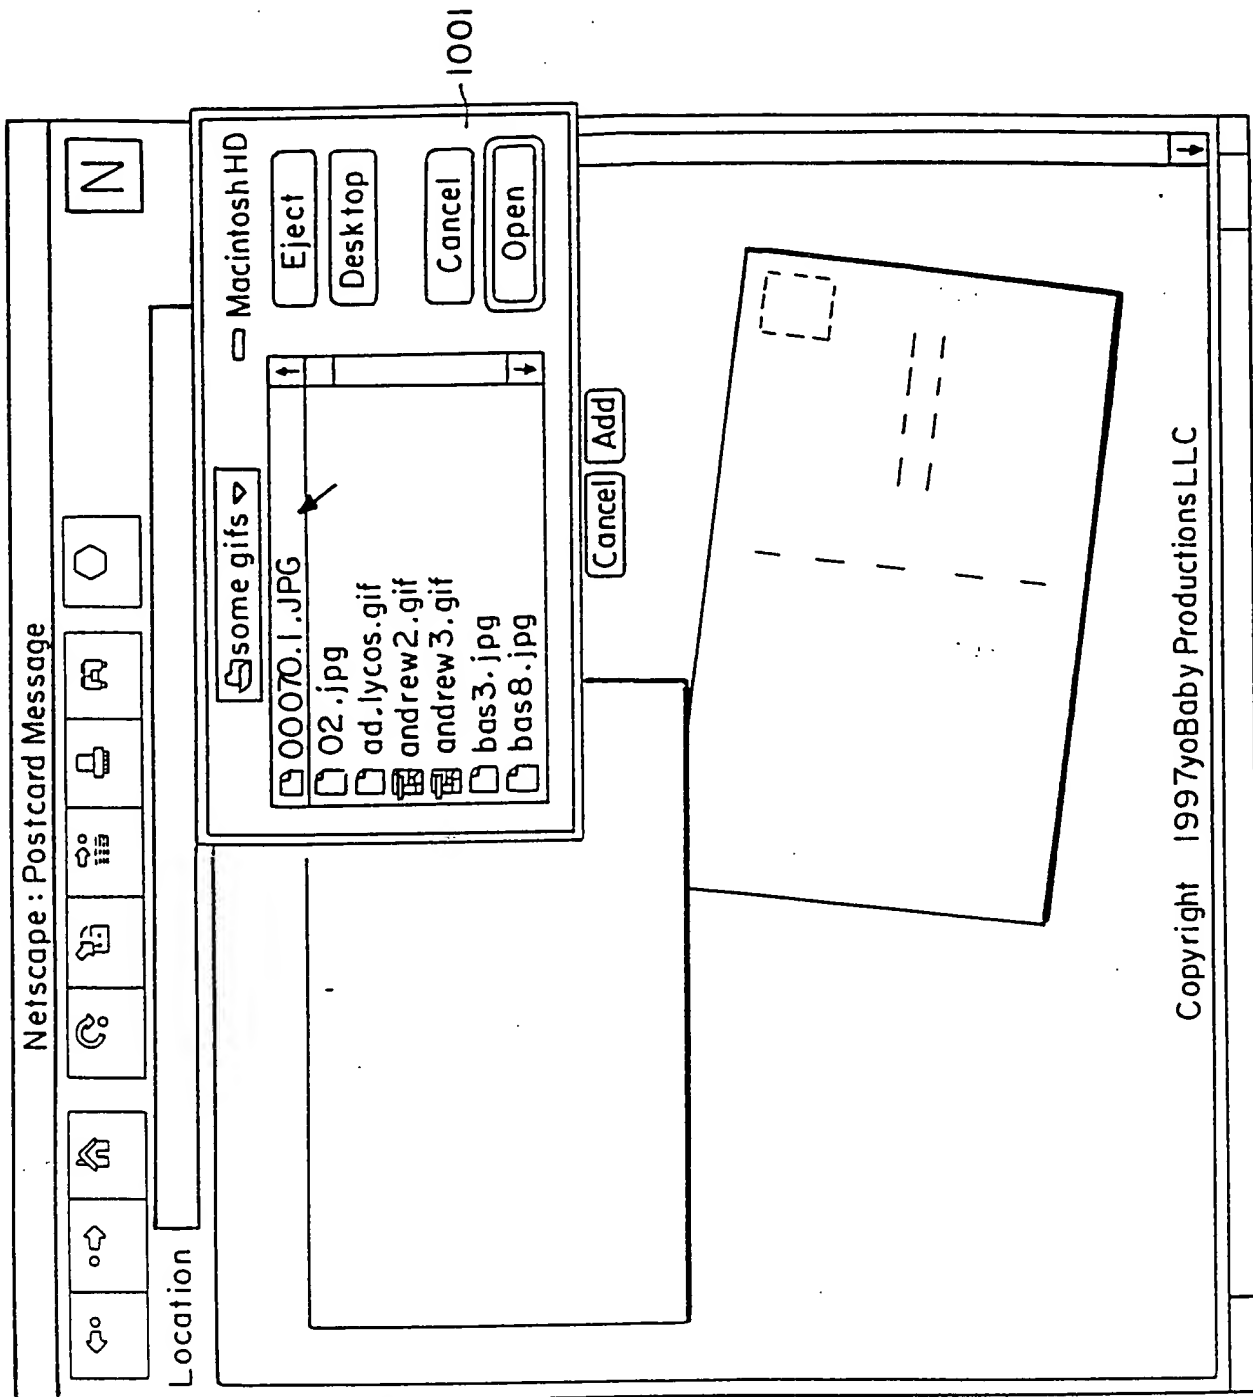 Netscape : Postcard Message
N
Location
some gifs
Macintosh HD
00070.1.JPG
02.jpg
ad.lycos.gif
andrew2.gif
andrew3.gif
bas3.jpg
bas8.jpg
Eject
Desktop
Cancel
Open
1001
Cancel Add
Copyright 1997yoBaby Productions LLC